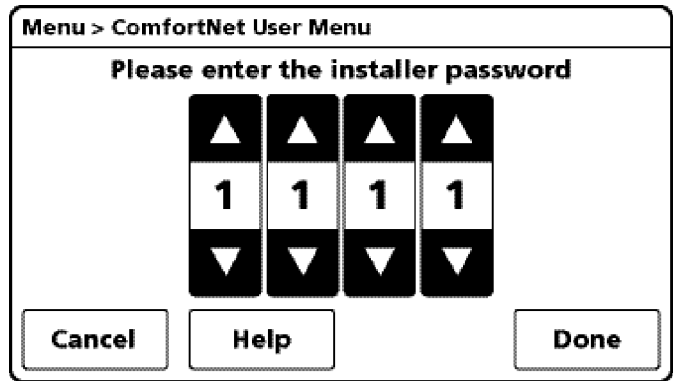 Menu > ComfortNet User Menu
Please enter the installer password
1 1 1 1
Cancel Help Done